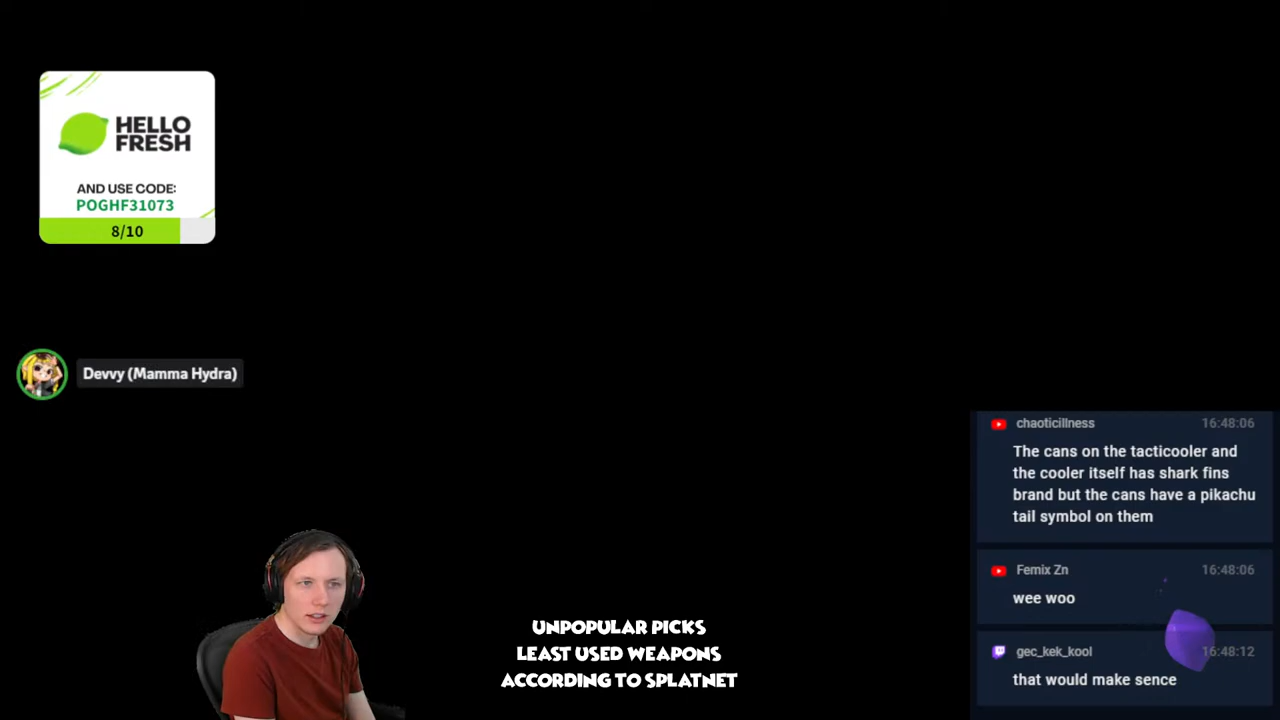 HELLO
FRESH
AND USE CODE:
POGHF31073
8/10
Devvy (Mamma Hydra)
chaoticillness 16:48:06
The cans on the tacticooler and
the cooler itself has shark fins
brand but the cans have a pikachu
tail symbol on them
Femix Zn 16:48:06
wee woo
gec_kek_kool 16:48:12
that would make sence
UNPOPULAR PICKS
LEAST USED WEAPONS
ACCORDING TO SPLATNET